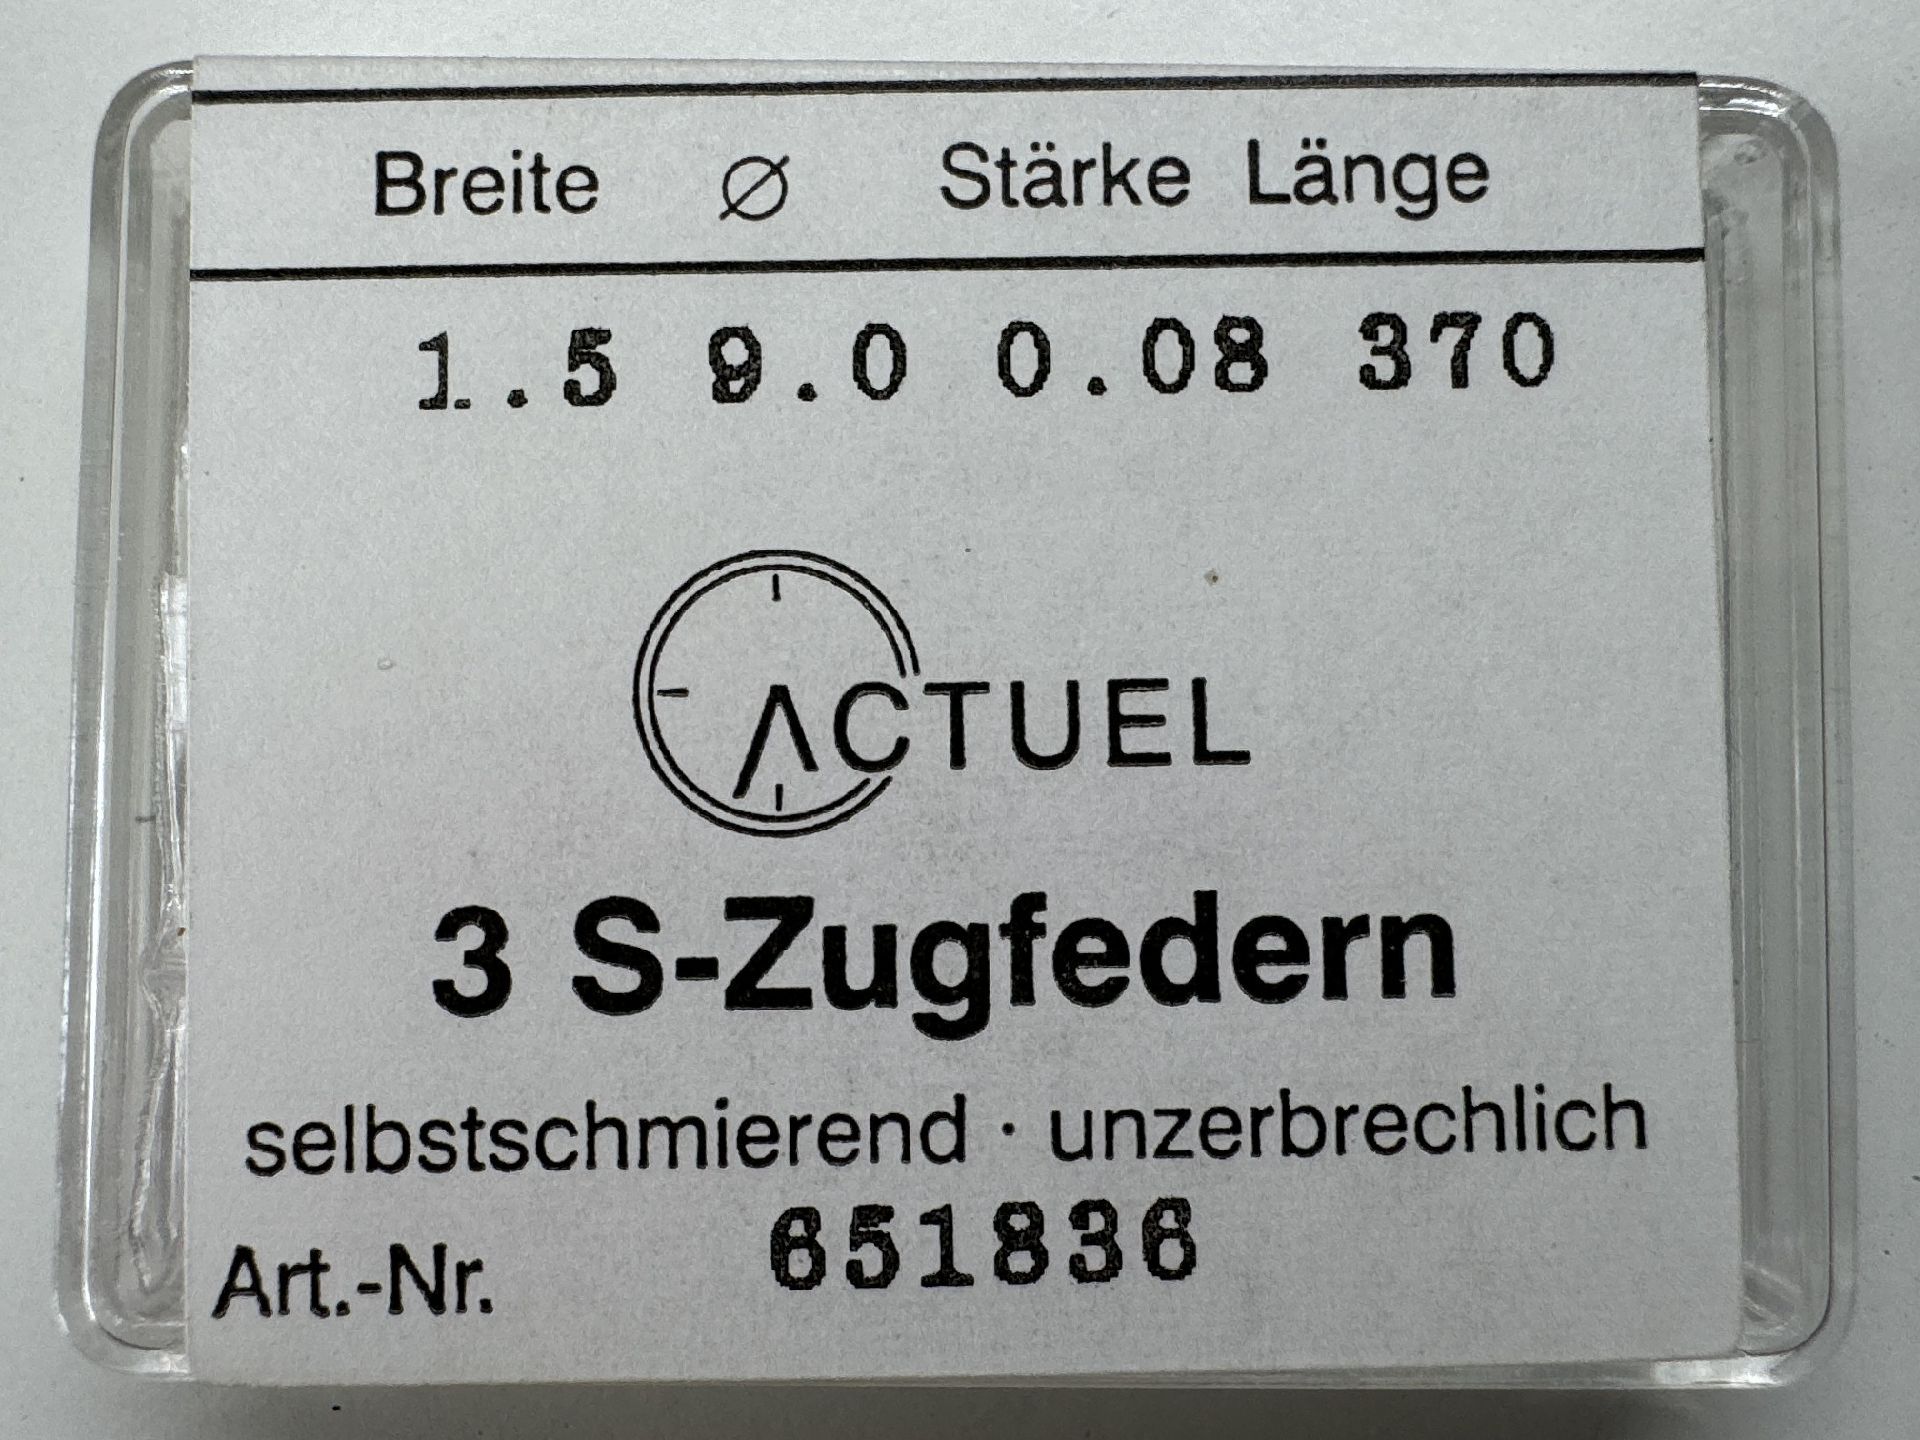 Breite ∅ Stärke Länge
1.5 9.0 0.08 370
ACTUEL
3 S-Zugfedern
selbstschmierend · unzerbrechlich
Art.-Nr. 651836